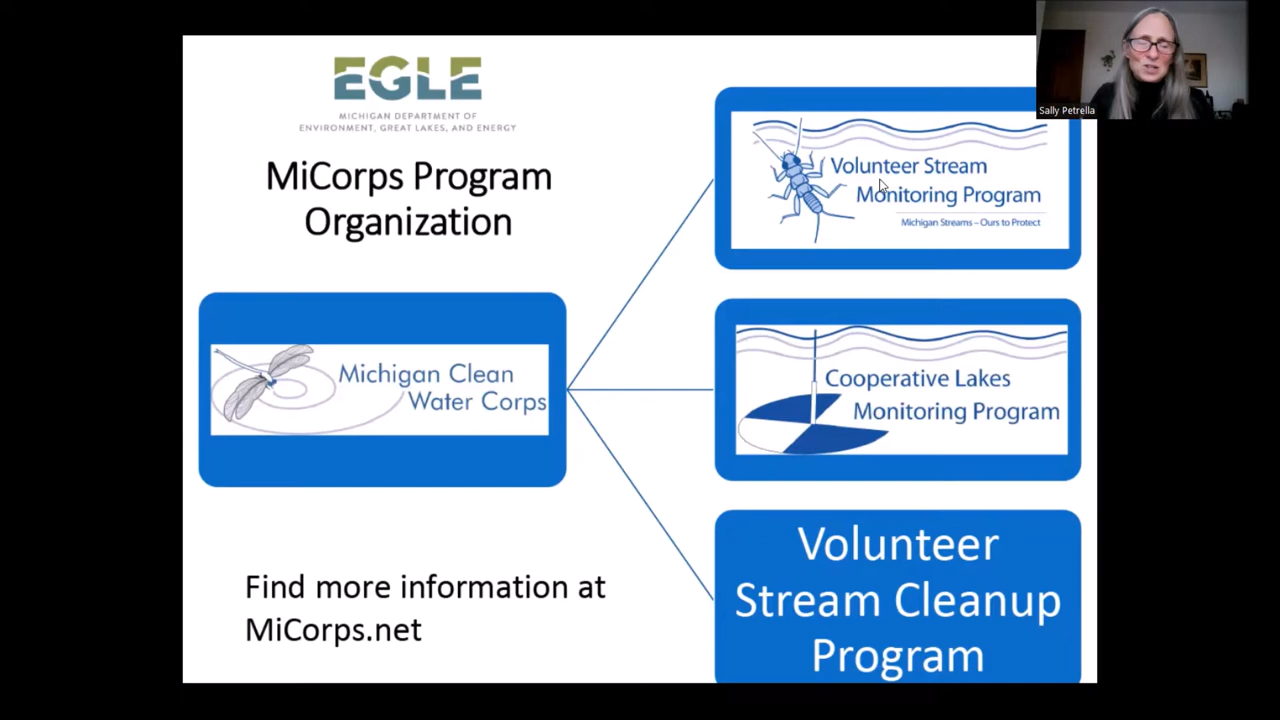 EGLE
MICHIGAN DEPARTMENT OF
ENVIRONMENT, GREAT LAKES, AND ENERGY
MiCorps Program
Organization
Michigan Clean
Water Corps
Find more information at
MiCorps.net
Volunteer Stream
Monitoring Program
Michigan Streams – Ours to Protect
Cooperative Lakes
Monitoring Program
Volunteer
Stream Cleanup
Program
Sally Petrella